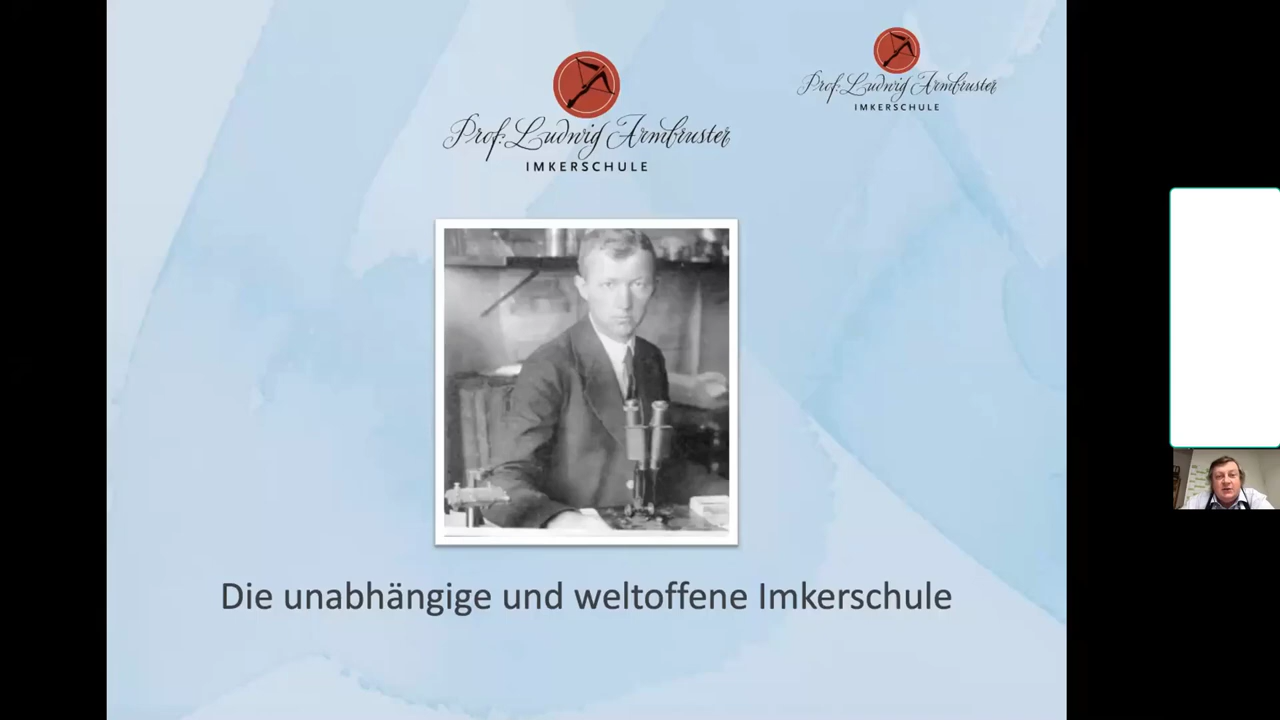 Prof. Ludwig Armbruster
IMKERSCHULE
Prof. Ludwig Armbruster
IMKERSCHULE
Die unabhängige und weltoffene Imkerschule